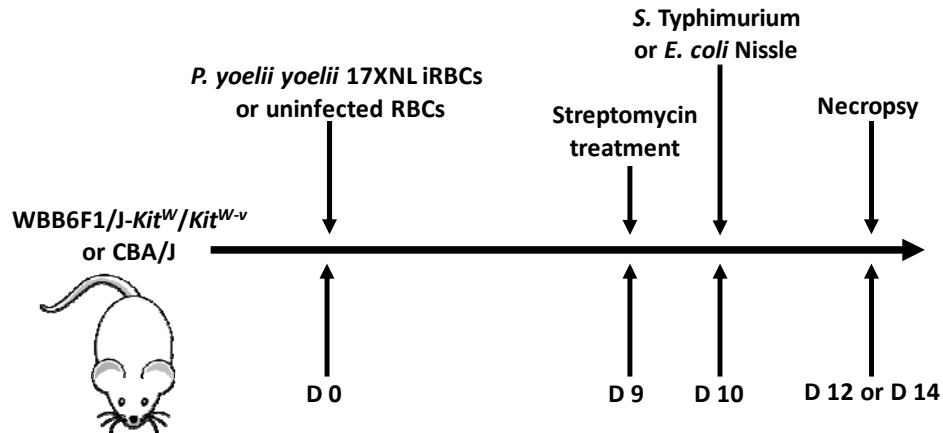 S. Typhimurium
or E. coli Nissle
P. yoelii yoelii 17XNL iRBCs
or uninfected RBCs
Streptomycin
treatment
Necropsy
WBB6F1/J-Kit^W/Kit^W-v
or CBA/J
D 0
D 9
D 10
D 12 or D 14